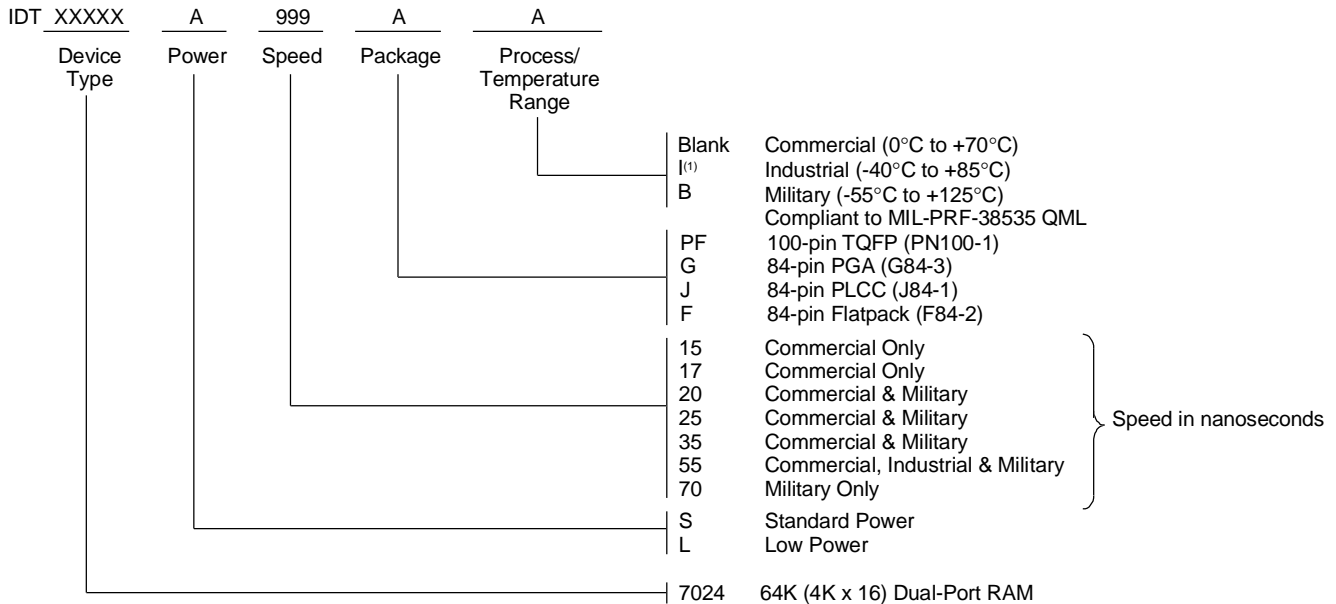 IDT XXXXX A 999 A A
Device Type Power Speed Package Process/ Temperature Range
Blank Commercial (0°C to +70°C)
I(1) Industrial (-40°C to +85°C)
B Military (-55°C to +125°C)
Compliant to MIL-PRF-38535 QML
PF 100-pin TQFP (PN100-1)
G 84-pin PGA (G84-3)
J 84-pin PLCC (J84-1)
F 84-pin Flatpack (F84-2)
15 Commercial Only
17 Commercial Only
20 Commercial & Military
25 Commercial & Military
35 Commercial & Military
55 Commercial, Industrial & Military
70 Military Only
Speed in nanoseconds
S Standard Power
L Low Power
7024 64K (4K x 16) Dual-Port RAM